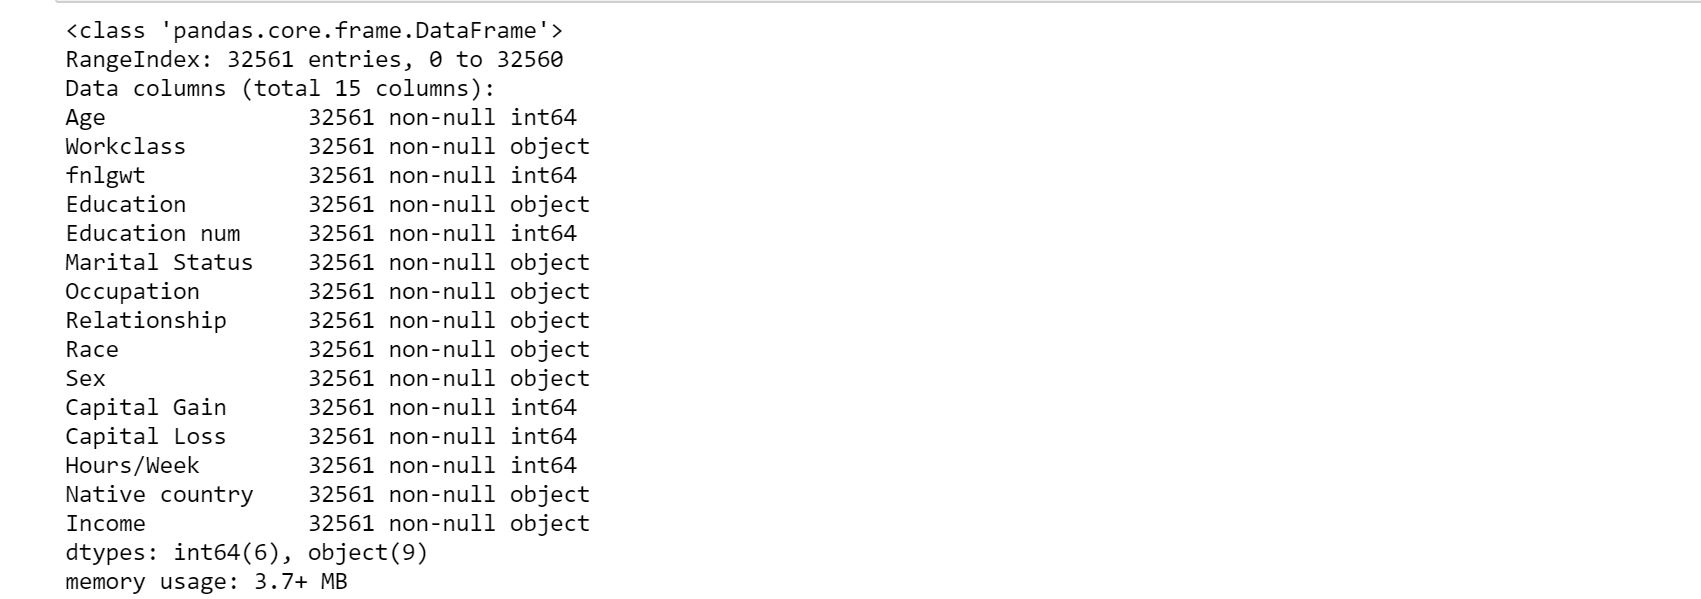 <class 'pandas.core.frame.DataFrame'>
RangeIndex: 32561 entries, 0 to 32560
Data columns (total 15 columns):
Age               32561 non-null int64
Workclass         32561 non-null object
fnlgwt            32561 non-null int64
Education         32561 non-null object
Education num     32561 non-null int64
Marital Status    32561 non-null object
Occupation        32561 non-null object
Relationship      32561 non-null object
Race              32561 non-null object
Sex               32561 non-null object
Capital Gain      32561 non-null int64
Capital Loss      32561 non-null int64
Hours/Week        32561 non-null int64
Native country    32561 non-null object
Income            32561 non-null object
dtypes: int64(6), object(9)
memory usage: 3.7+ MB